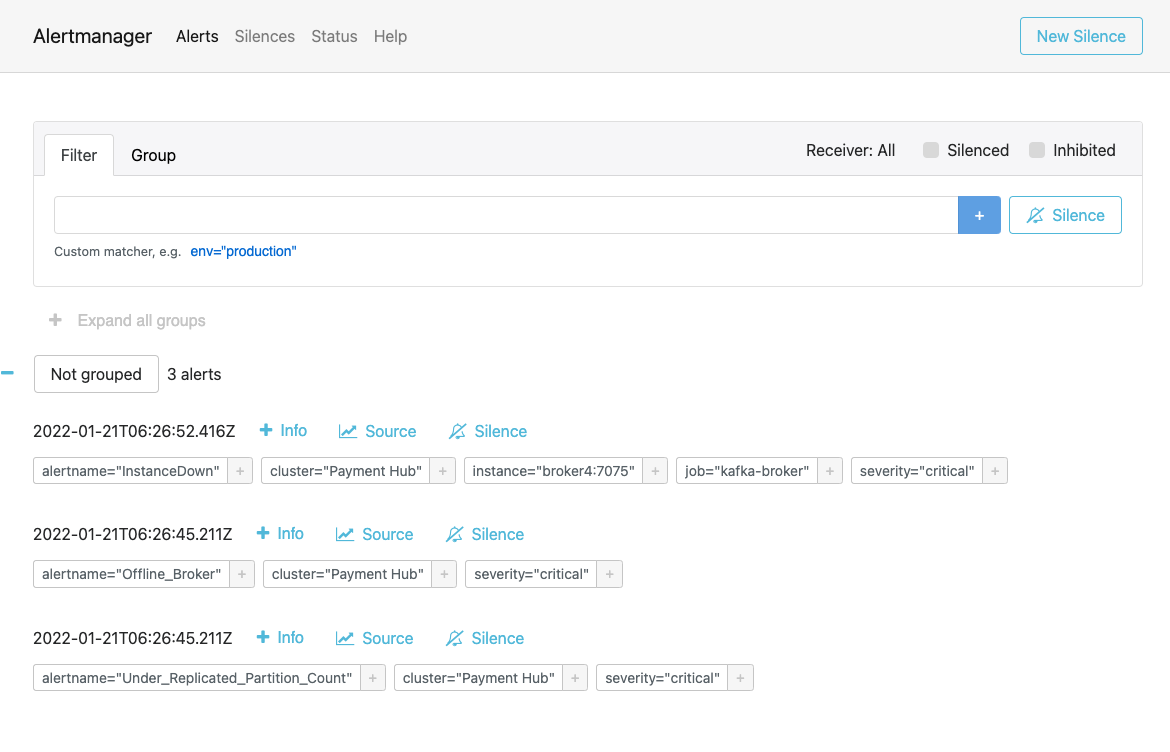 Alertmanager Alerts Silences Status Help New Silence
Filter Group Receiver: All Silenced Inhibited
+ Silence
Custom matcher, e.g. env="production"
+ Expand all groups
− Not grouped 3 alerts
2022-01-21T06:26:52.416Z + Info Source Silence
alertname="InstanceDown" + cluster="Payment Hub" + instance="broker4:7075" + job="kafka-broker" + severity="critical" +
2022-01-21T06:26:45.211Z + Info Source Silence
alertname="Offline_Broker" + cluster="Payment Hub" + severity="critical" +
2022-01-21T06:26:45.211Z + Info Source Silence
alertname="Under_Replicated_Partition_Count" + cluster="Payment Hub" + severity="critical" +